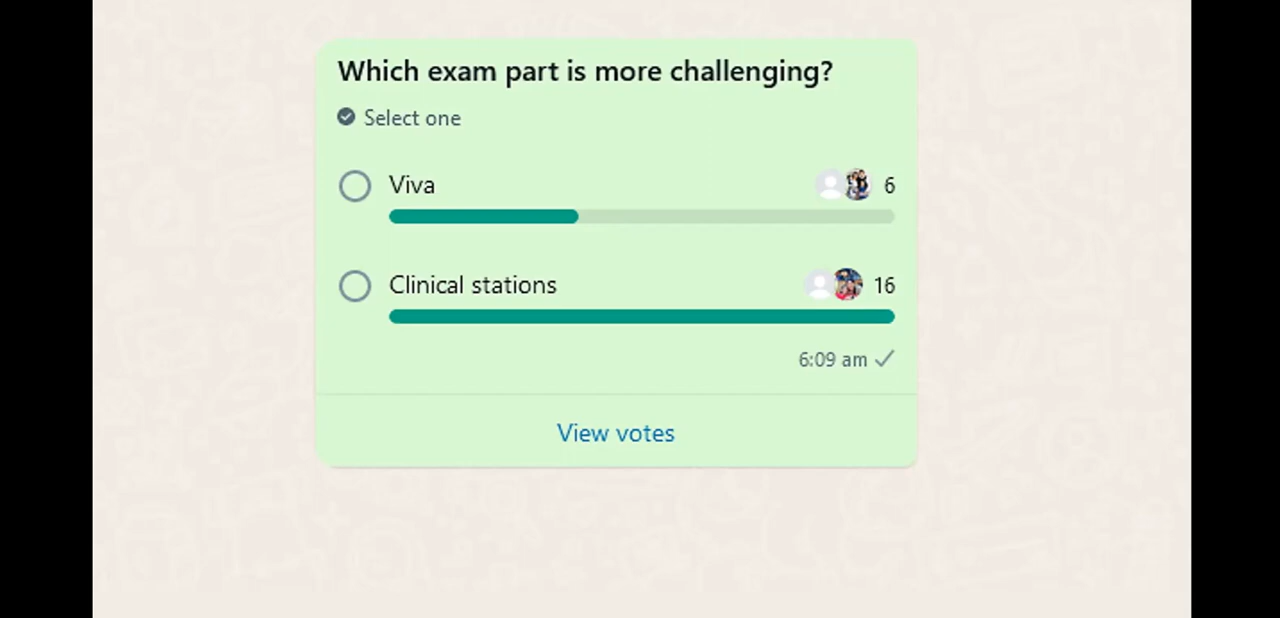 Which exam part is more challenging?
Select one
Viva 6
Clinical stations 16
6:09 am
View votes